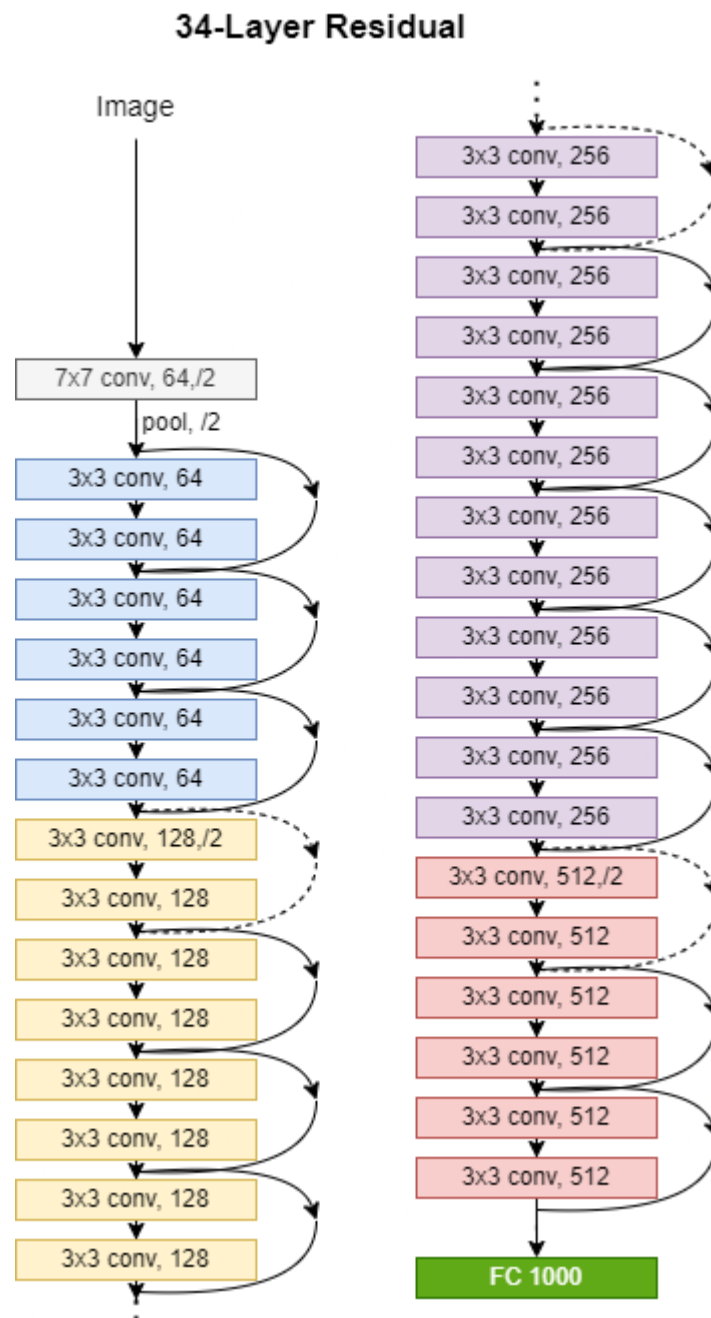 34-Layer Residual
Image
7x7 conv, 64,/2
pool, /2
3x3 conv, 64
3x3 conv, 64
3x3 conv, 64
3x3 conv, 64
3x3 conv, 64
3x3 conv, 64
3x3 conv, 128,/2
3x3 conv, 128
3x3 conv, 128
3x3 conv, 128
3x3 conv, 128
3x3 conv, 128
3x3 conv, 128
3x3 conv, 128
3x3 conv, 256
3x3 conv, 256
3x3 conv, 256
3x3 conv, 256
3x3 conv, 256
3x3 conv, 256
3x3 conv, 256
3x3 conv, 256
3x3 conv, 256
3x3 conv, 256
3x3 conv, 256
3x3 conv, 256
3x3 conv, 512,/2
3x3 conv, 512
3x3 conv, 512
3x3 conv, 512
3x3 conv, 512
3x3 conv, 512
FC 1000